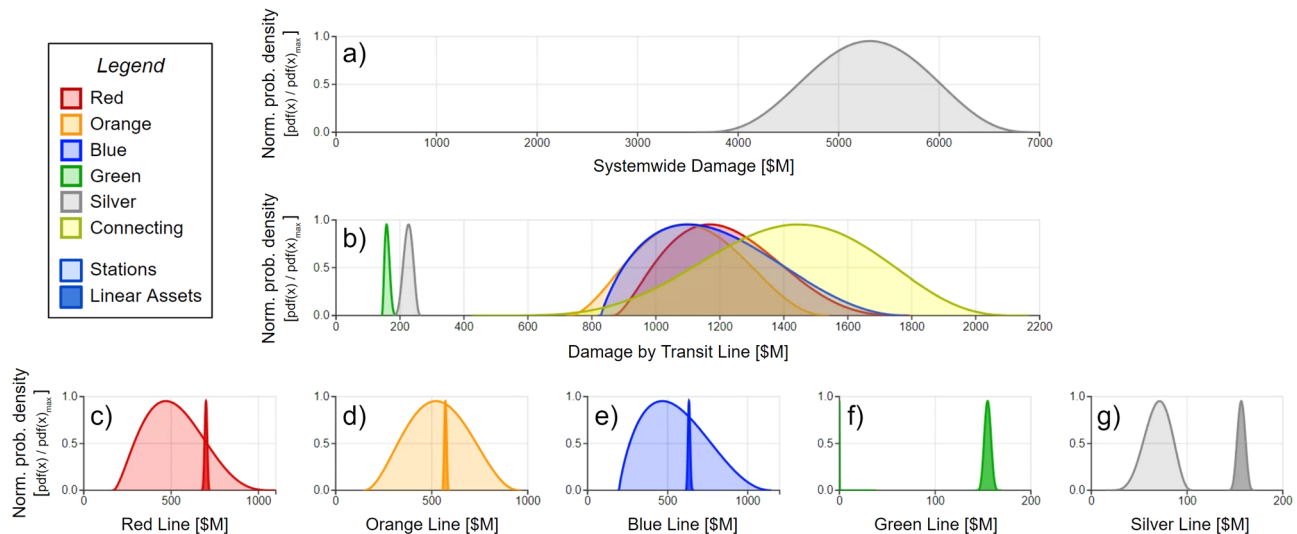 Legend
Red
Orange
Blue
Green
Silver
Connecting
Stations
Linear Assets
Norm. prob. density
[pdf(x) / pdf(x)max]
a)
1.0
0.5
0.0
0 1000 2000 3000 4000 5000 6000 7000
Systemwide Damage [$M]
Norm. prob. density
[pdf(x) / pdf(x)max]
b)
1.0
0.5
0.0
0 200 400 600 800 1000 1200 1400 1600 1800 2000 2200
Damage by Transit Line [$M]
Norm. prob. density
[pdf(x) / pdf(x)max]
c)
1.0
0.5
0.0
0 500 1000
Red Line [$M]
d)
1.0
0.5
0.0
0 500 1000
Orange Line [$M]
e)
1.0
0.5
0.0
0 500 1000
Blue Line [$M]
f)
1.0
0.5
0.0
0 100 200
Green Line [$M]
g)
1.0
0.5
0.0
0 100 200
Silver Line [$M]